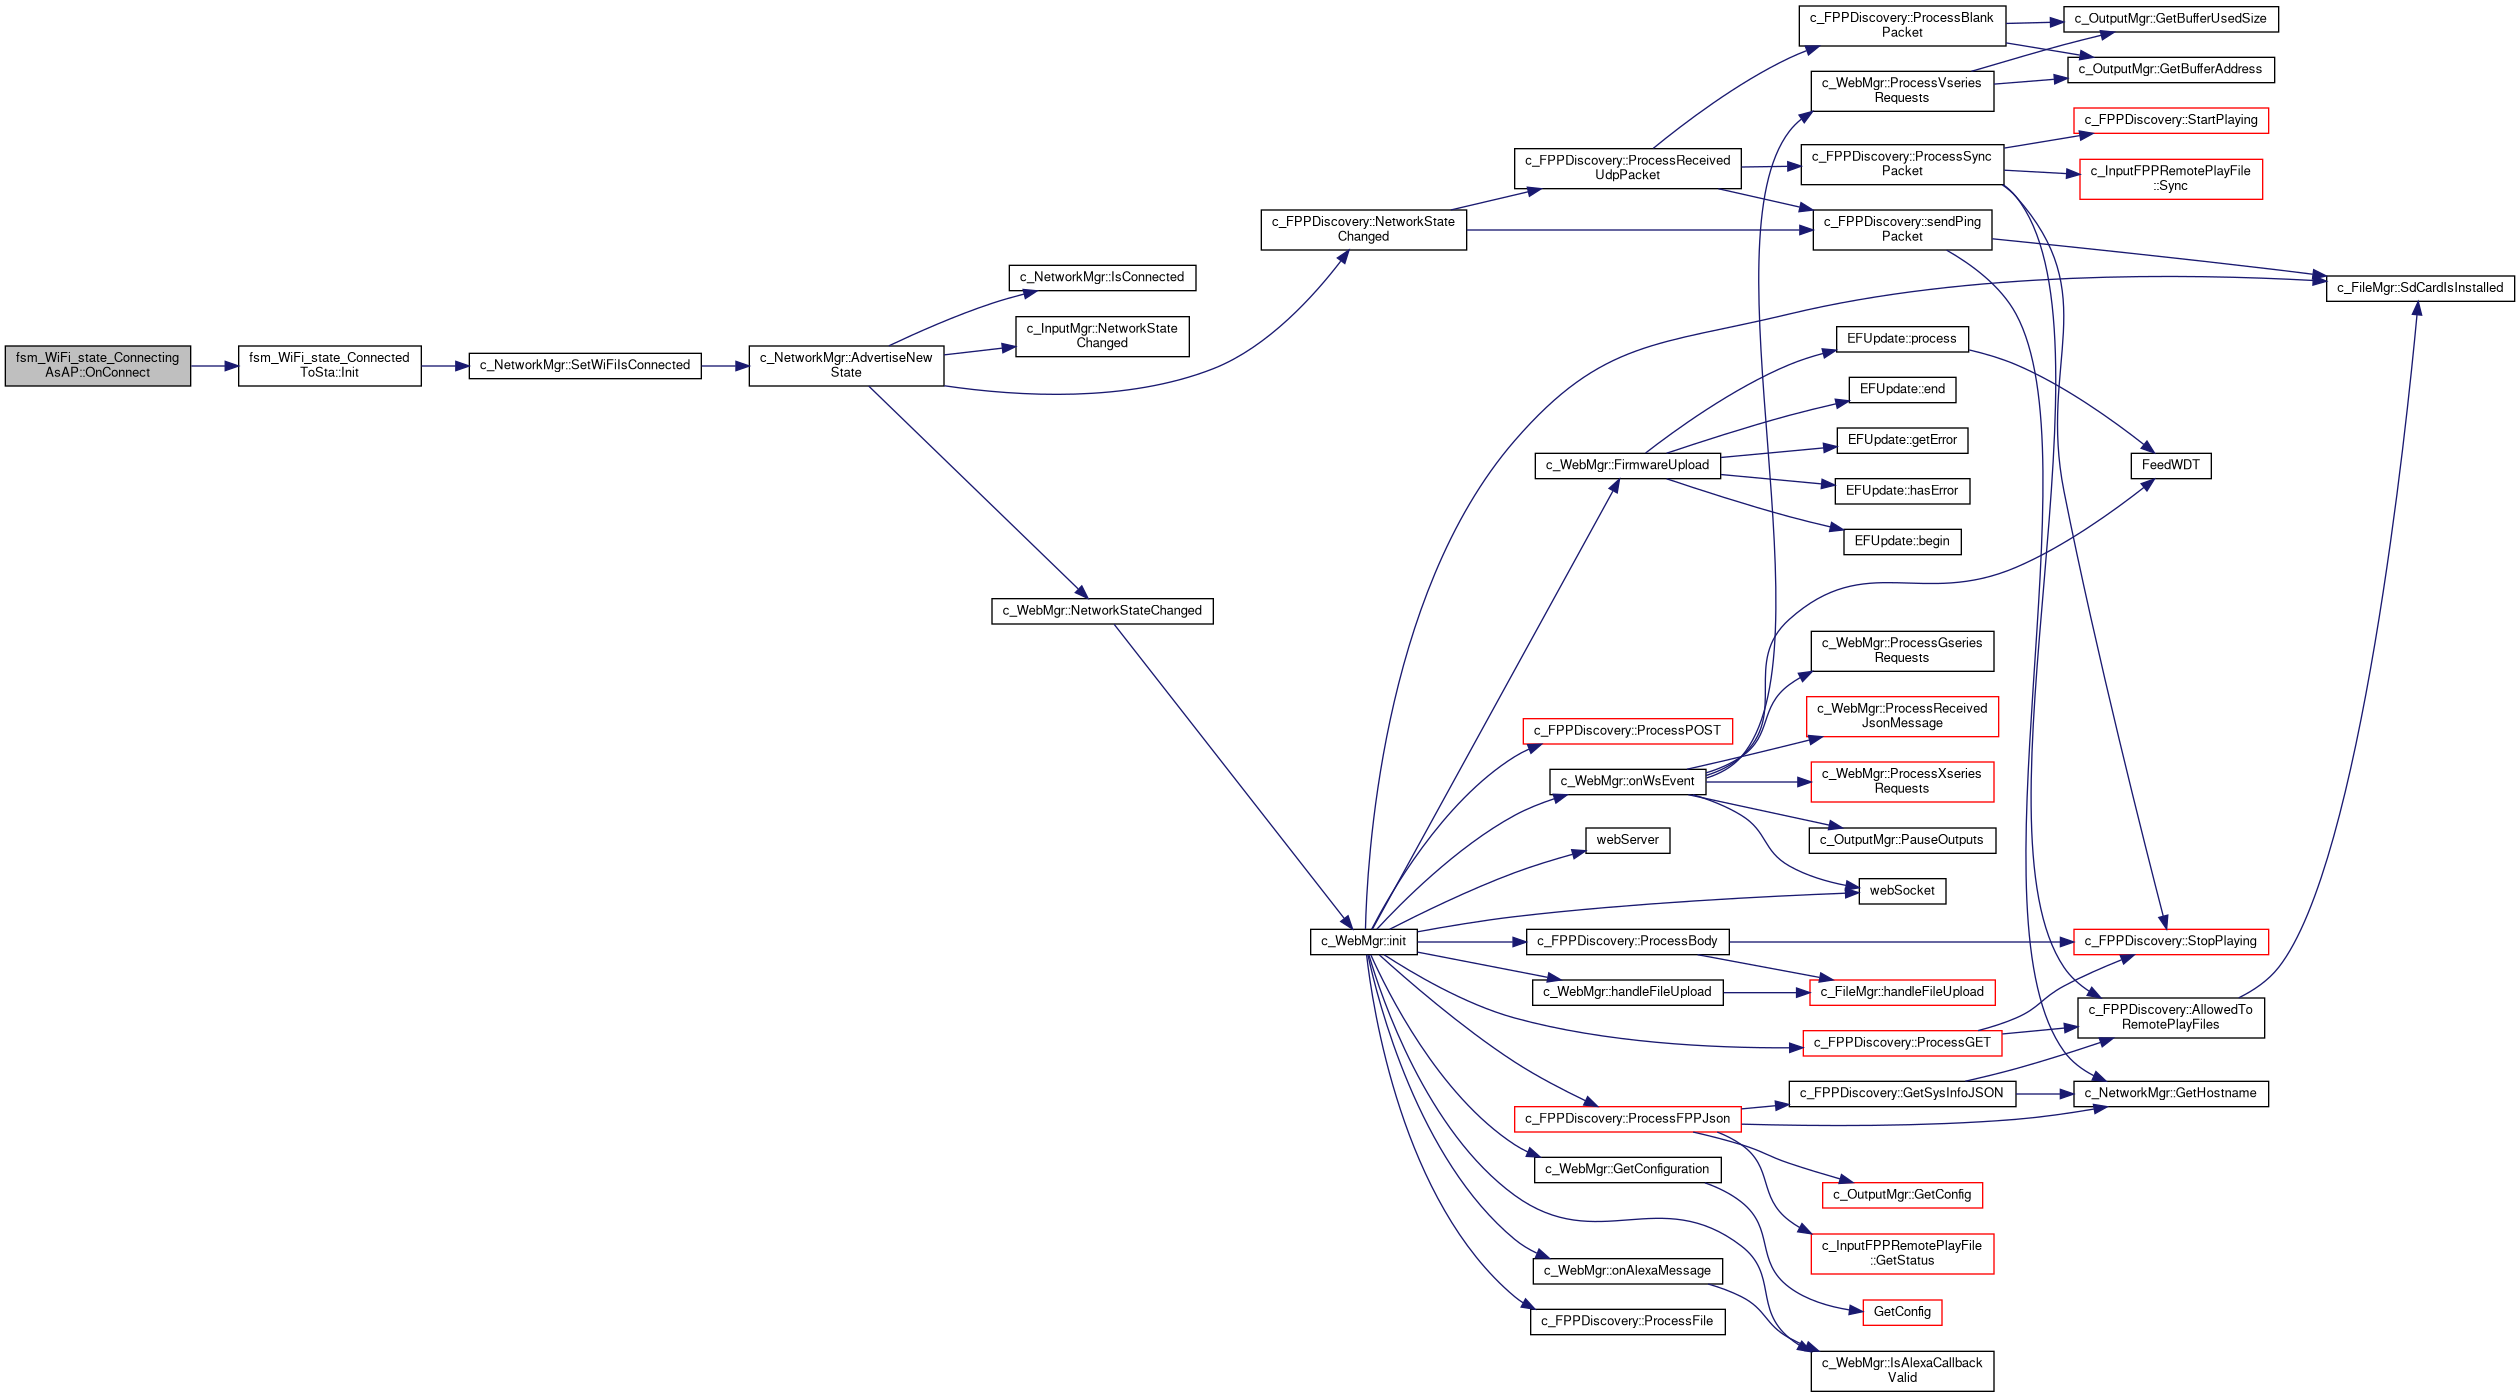 fsm_WiFi_state_Connecting
AsAP::OnConnect
fsm_WiFi_state_Connected
ToSta::Init
c_NetworkMgr::SetWiFiIsConnected
c_NetworkMgr::AdvertiseNew
State
c_NetworkMgr::IsConnected
c_InputMgr::NetworkState
Changed
c_FPPDiscovery::NetworkState
Changed
c_WebMgr::NetworkStateChanged
c_FPPDiscovery::ProcessReceived
UdpPacket
c_FPPDiscovery::ProcessBlank
Packet
c_OutputMgr::GetBufferUsedSize
c_OutputMgr::GetBufferAddress
c_WebMgr::ProcessVseries
Requests
c_FPPDiscovery::ProcessSync
Packet
c_FPPDiscovery::StartPlaying
c_InputFPPRemotePlayFile
::Sync
c_FPPDiscovery::sendPing
Packet
c_FileMgr::SdCardIsInstalled
EFUpdate::process
EFUpdate::end
EFUpdate::getError
EFUpdate::hasError
EFUpdate::begin
c_WebMgr::FirmwareUpload
FeedWDT
c_WebMgr::ProcessGseries
Requests
c_WebMgr::ProcessReceived
JsonMessage
c_WebMgr::ProcessXseries
Requests
c_OutputMgr::PauseOutputs
webSocket
c_FPPDiscovery::ProcessPOST
c_WebMgr::onWsEvent
webServer
c_WebMgr::init
c_FPPDiscovery::ProcessBody
c_WebMgr::handleFileUpload
c_FileMgr::handleFileUpload
c_FPPDiscovery::StopPlaying
c_FPPDiscovery::AllowedTo
RemotePlayFiles
c_FPPDiscovery::ProcessGET
c_FPPDiscovery::GetSysInfoJSON
c_NetworkMgr::GetHostname
c_FPPDiscovery::ProcessFPPJson
c_WebMgr::GetConfiguration
c_OutputMgr::GetConfig
c_InputFPPRemotePlayFile
::GetStatus
c_WebMgr::onAlexaMessage
GetConfig
c_FPPDiscovery::ProcessFile
c_WebMgr::IsAlexaCallback
Valid